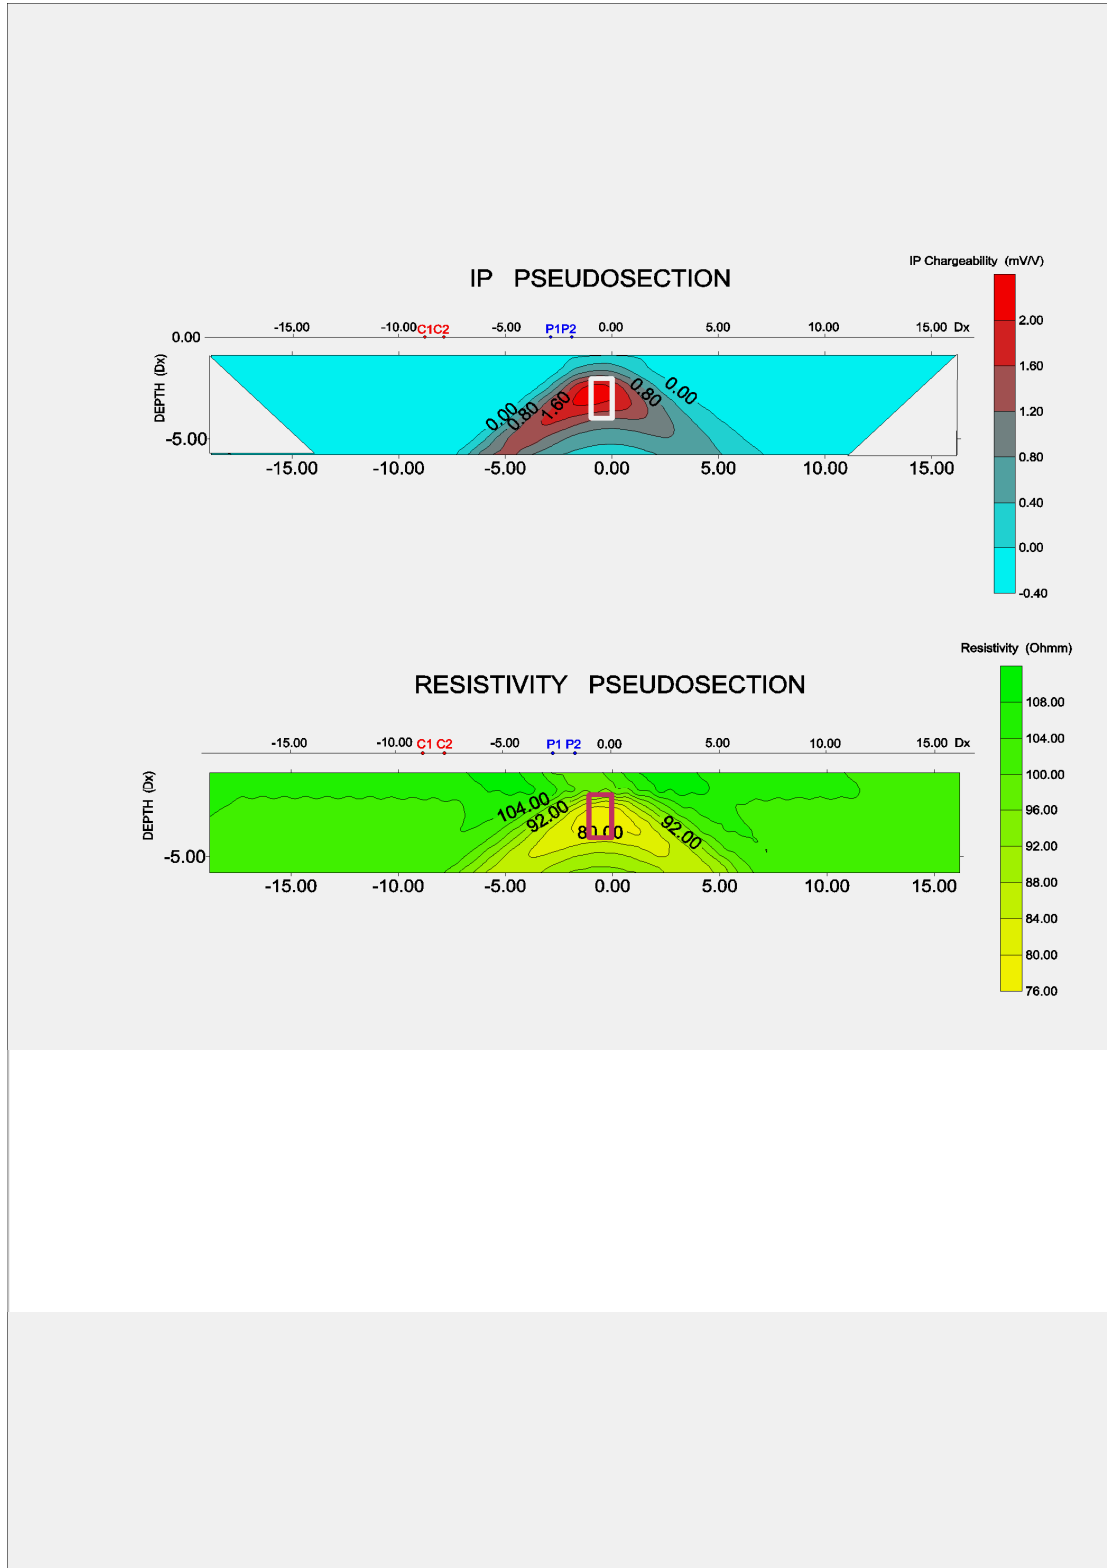 IP Chargeability (mV/V)
IP PSEUDOSECTION
2.00
1.60
1.20
0.80
0.40
0.00
-0.40
-15.00 -10.00 C1C2 -5.00 P1P2 0.00 5.00 10.00 15.00 Dx
0.00
DEPTH (Dx)
-5.00
0.00 0.80 1.60 0.80 0.00
-15.00 -10.00 -5.00 0.00 5.00 10.00 15.00
Resistivity (Ohmm)
RESISTIVITY PSEUDOSECTION
108.00
104.00
100.00
96.00
92.00
88.00
84.00
80.00
76.00
-15.00 -10.00 C1 C2 -5.00 P1 P2 0.00 5.00 10.00 15.00 Dx
DEPTH (Dx)
-5.00
104.00 92.00 80.00 92.00
-15.00 -10.00 -5.00 0.00 5.00 10.00 15.00